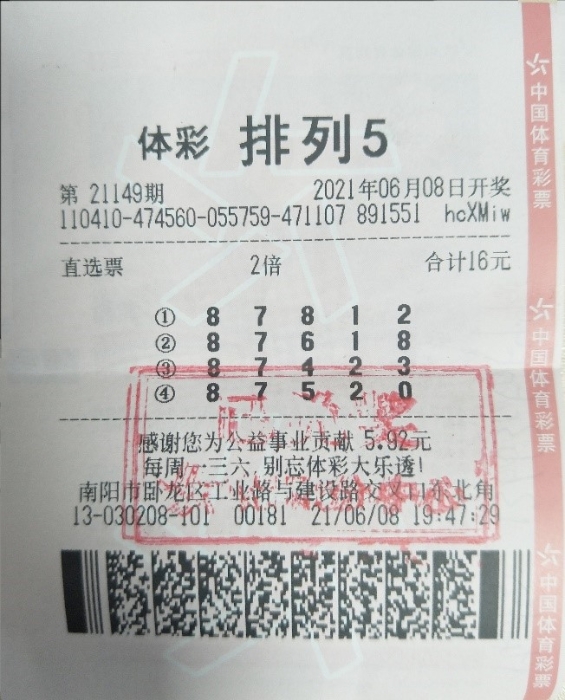 体彩 排列5
第 21149期 2021年06月08日开奖
110410-474560-055759-471107 891551 hcXMiw
直选票 2倍 合计16元
① 8 7 8 1 2
② 8 7 6 1 8
③ 8 7 4 2 3
④ 8 7 5 2 0
感谢您为公益事业贡献 5.92元
每周一三六,别忘体彩大乐透!
南阳市卧龙区工业路与建设路交叉口东北角
13-030208-101 00181 21/06/08 19:47:29
中国体育彩票
中国体育彩票
中国体育彩票